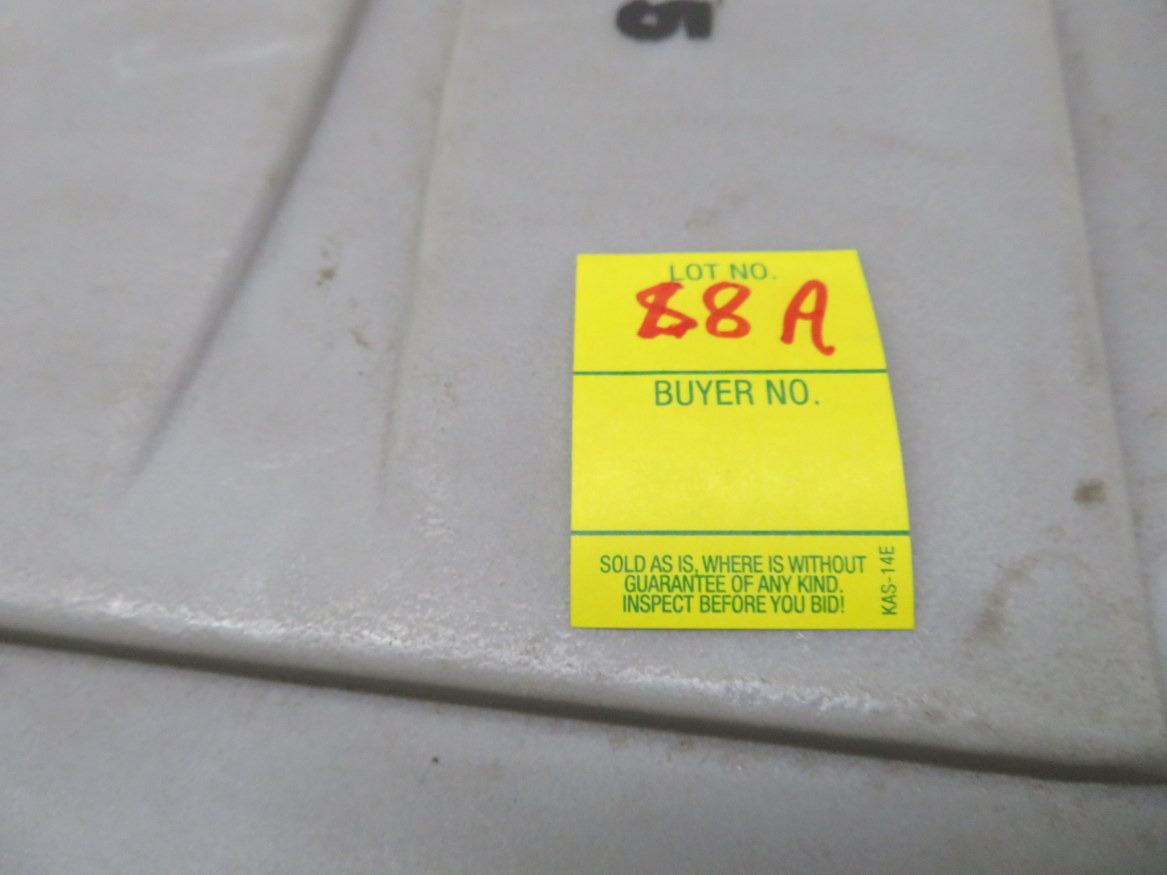 LOT NO.
68 A
BUYER NO.
SOLD AS IS, WHERE IS WITHOUT
GUARANTEE OF ANY KIND.
INSPECT BEFORE YOU BID!
KAS-14E